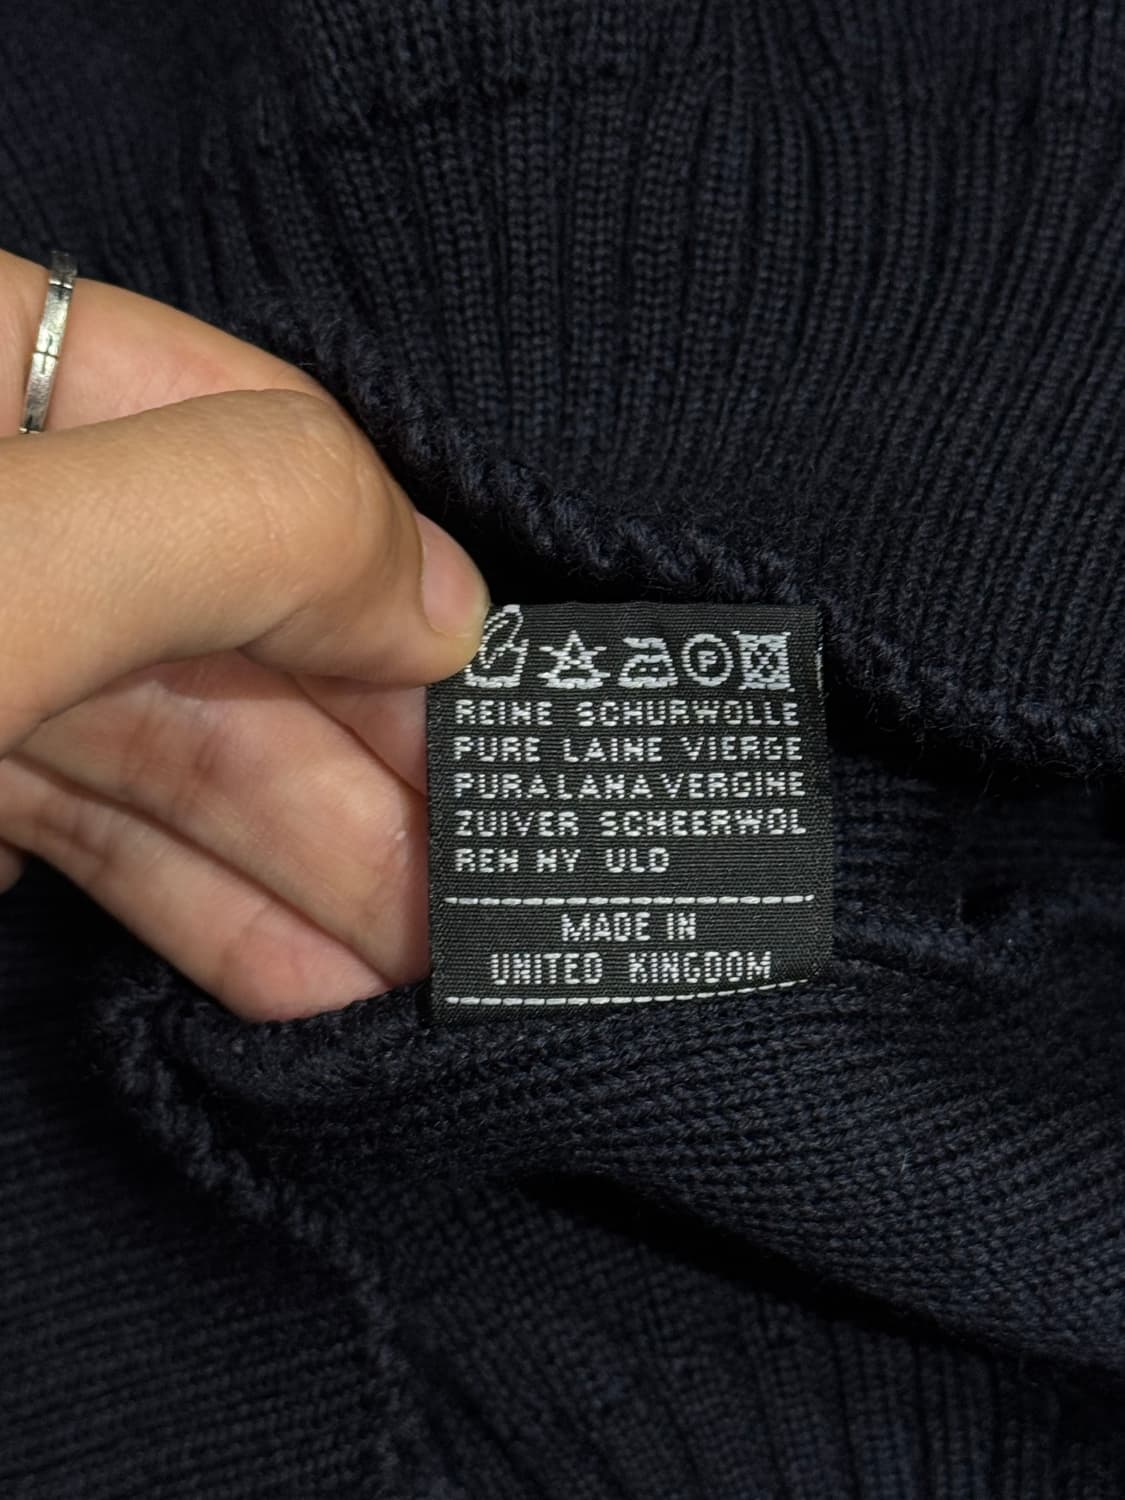 P
REINE SCHURWOLLE
PURE LAINE VIERGE
PURA LANA VERGINE
ZUIVER SCHEERWOL
REN NY ULD
MADE IN
UNITED KINGDOM